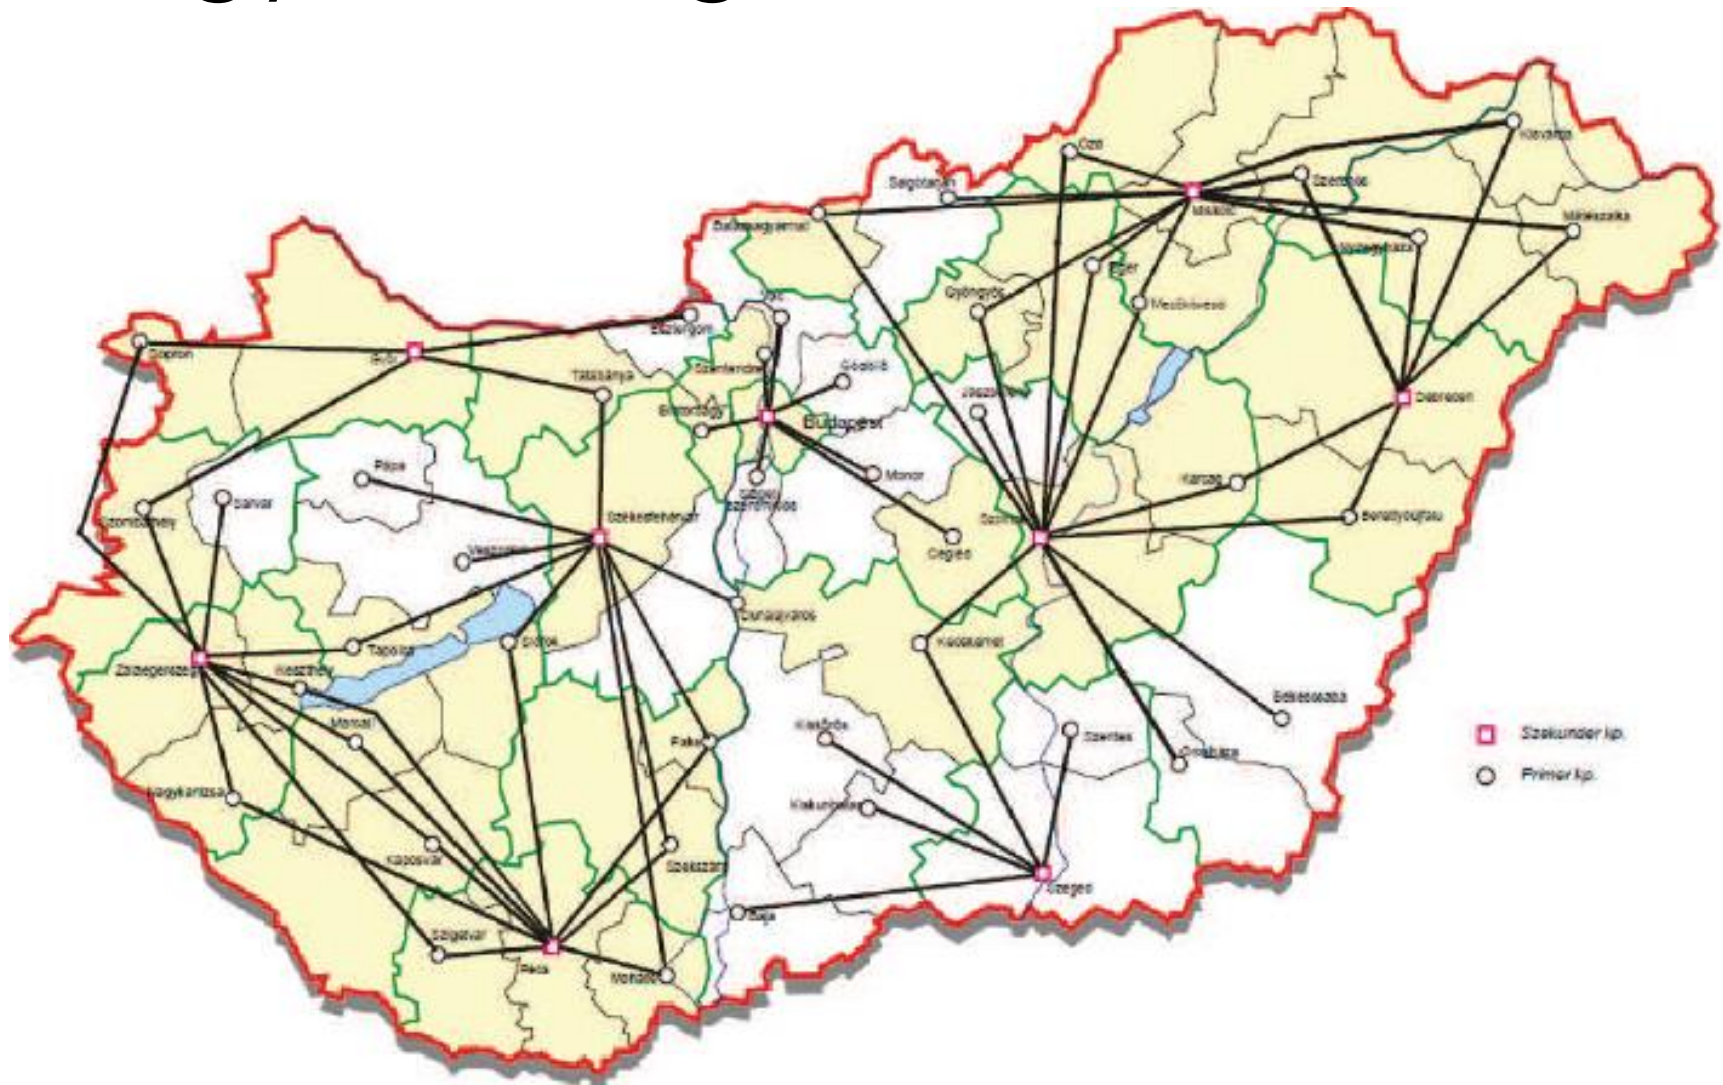 Ózd
Kisvárda
Szerencs
Salgótarján
Miskolc
Mátészalka
Balassagyarmat
Nyíregyháza
Eger
Gyöngyös
Mezőkövesd
Vác
Esztergom
Sopron
Győr
Szentendre
Gödöllő
Tatabánya
Jászberény
Debrecen
Biatorbágy
Budapest
Pápa
Monor
Karcag
Sárvár
Székesfehérvár
Szombathely
Szolnok
Berettyóújfalu
Veszprém
Cegléd
Dunaújváros
Siófok
Kecskemét
Tapolca
Zalaegerszeg
Keszthely
Békéscsaba
Marcali
Kiskőrös
Szentes
Szekunder kp.
Paks
Orosháza
Primer kp.
Nagykanizsa
Kiskunhalas
Kaposvár
Szekszárd
Szeged
Baja
Szigetvár
Pécs
Mohács